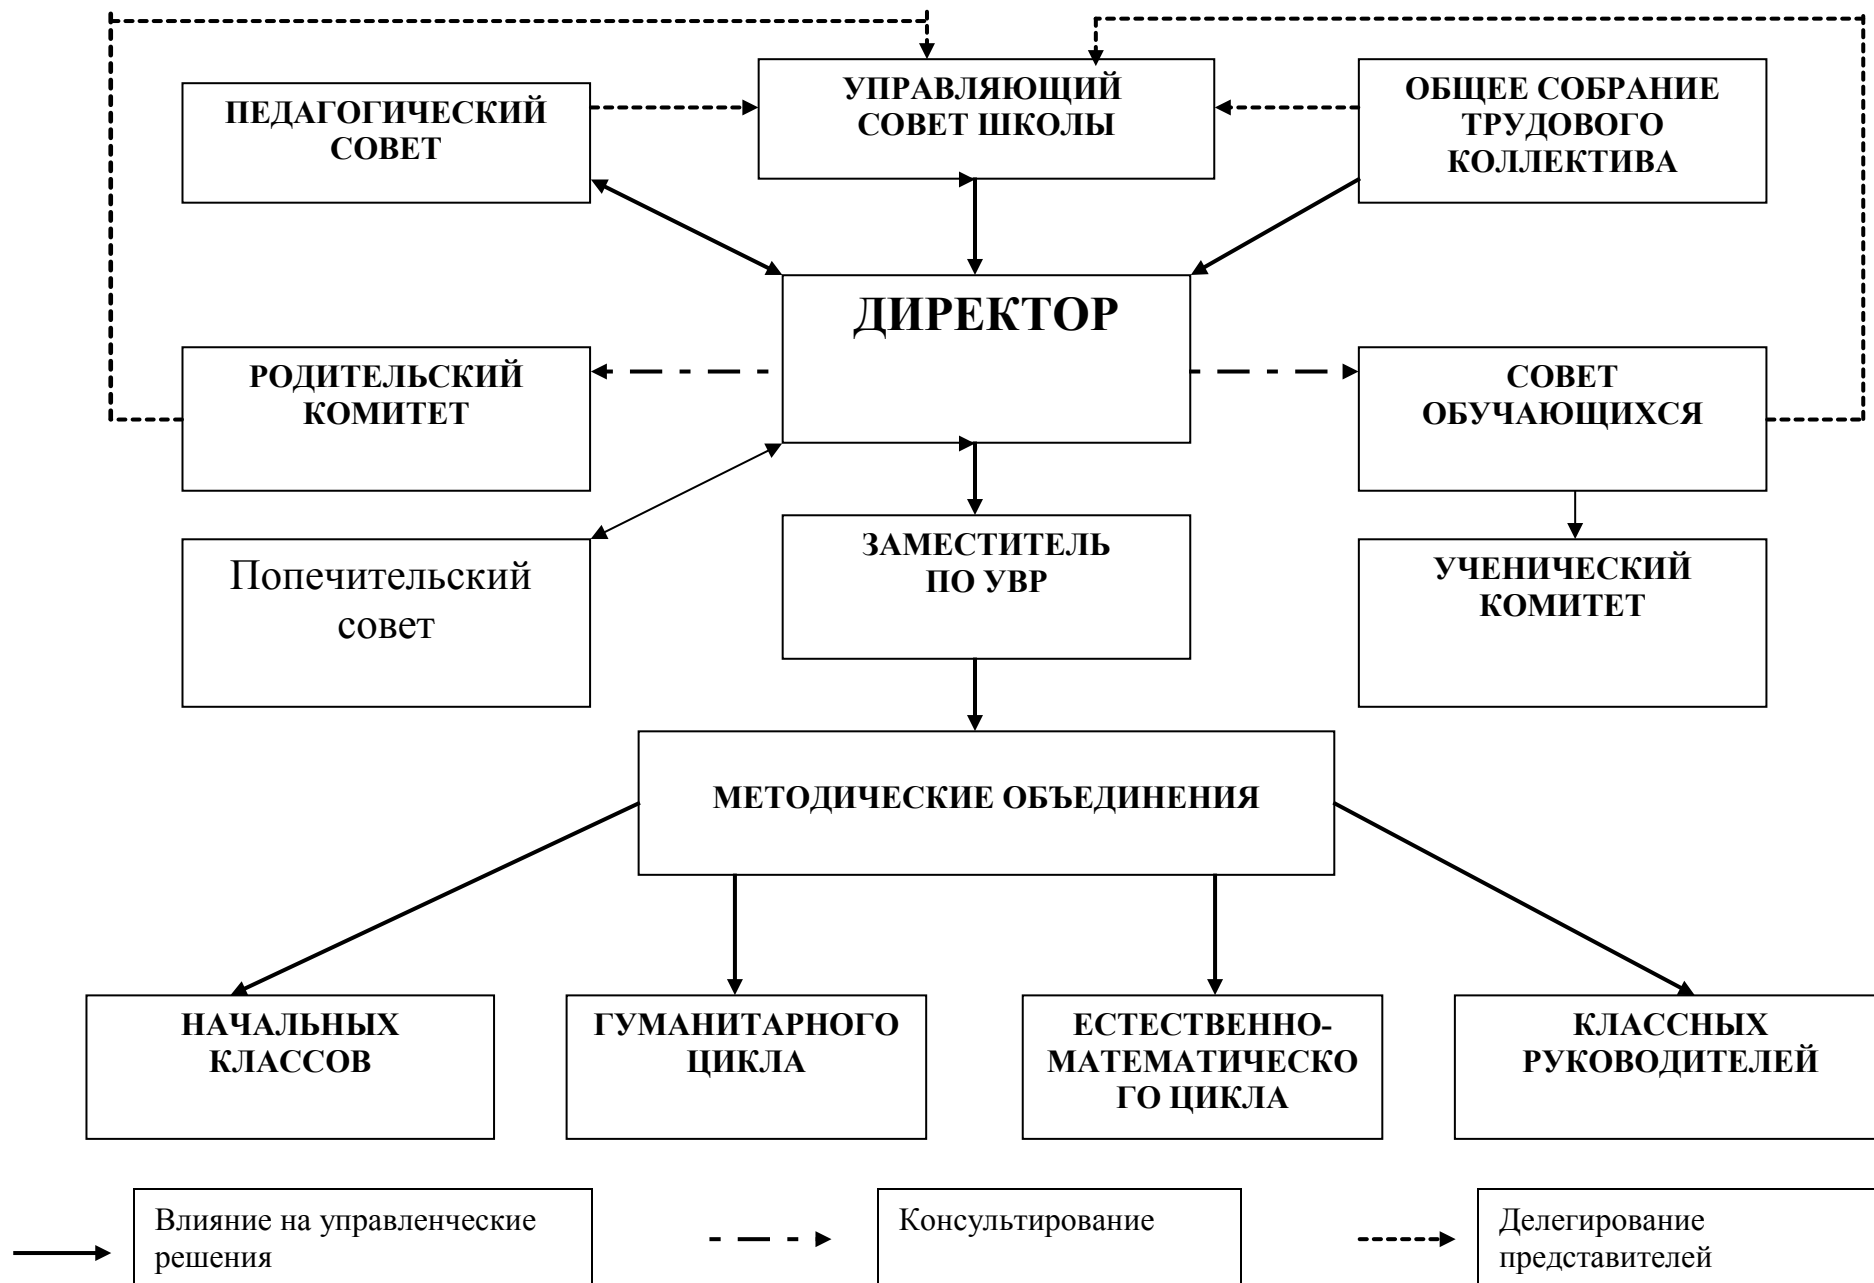 ПЕДАГОГИЧЕСКИЙ
СОВЕТ
УПРАВЛЯЮЩИЙ
СОВЕТ ШКОЛЫ
ОБЩЕЕ СОБРАНИЕ
ТРУДОВОГО
КОЛЛЕКТИВА
ДИРЕКТОР
РОДИТЕЛЬСКИЙ
КОМИТЕТ
СОВЕТ
ОБУЧАЮЩИХСЯ
Попечительский
совет
ЗАМЕСТИТЕЛЬ
ПО УВР
УЧЕНИЧЕСКИЙ
КОМИТЕТ
МЕТОДИЧЕСКИЕ ОБЪЕДИНЕНИЯ
НАЧАЛЬНЫХ
КЛАССОВ
ГУМАНИТАРНОГО
ЦИКЛА
ЕСТЕСТВЕННО-
МАТЕМАТИЧЕСКО
ГО ЦИКЛА
КЛАССНЫХ
РУКОВОДИТЕЛЕЙ
Влияние на управленческие
решения
Консультирование
Делегирование
представителей